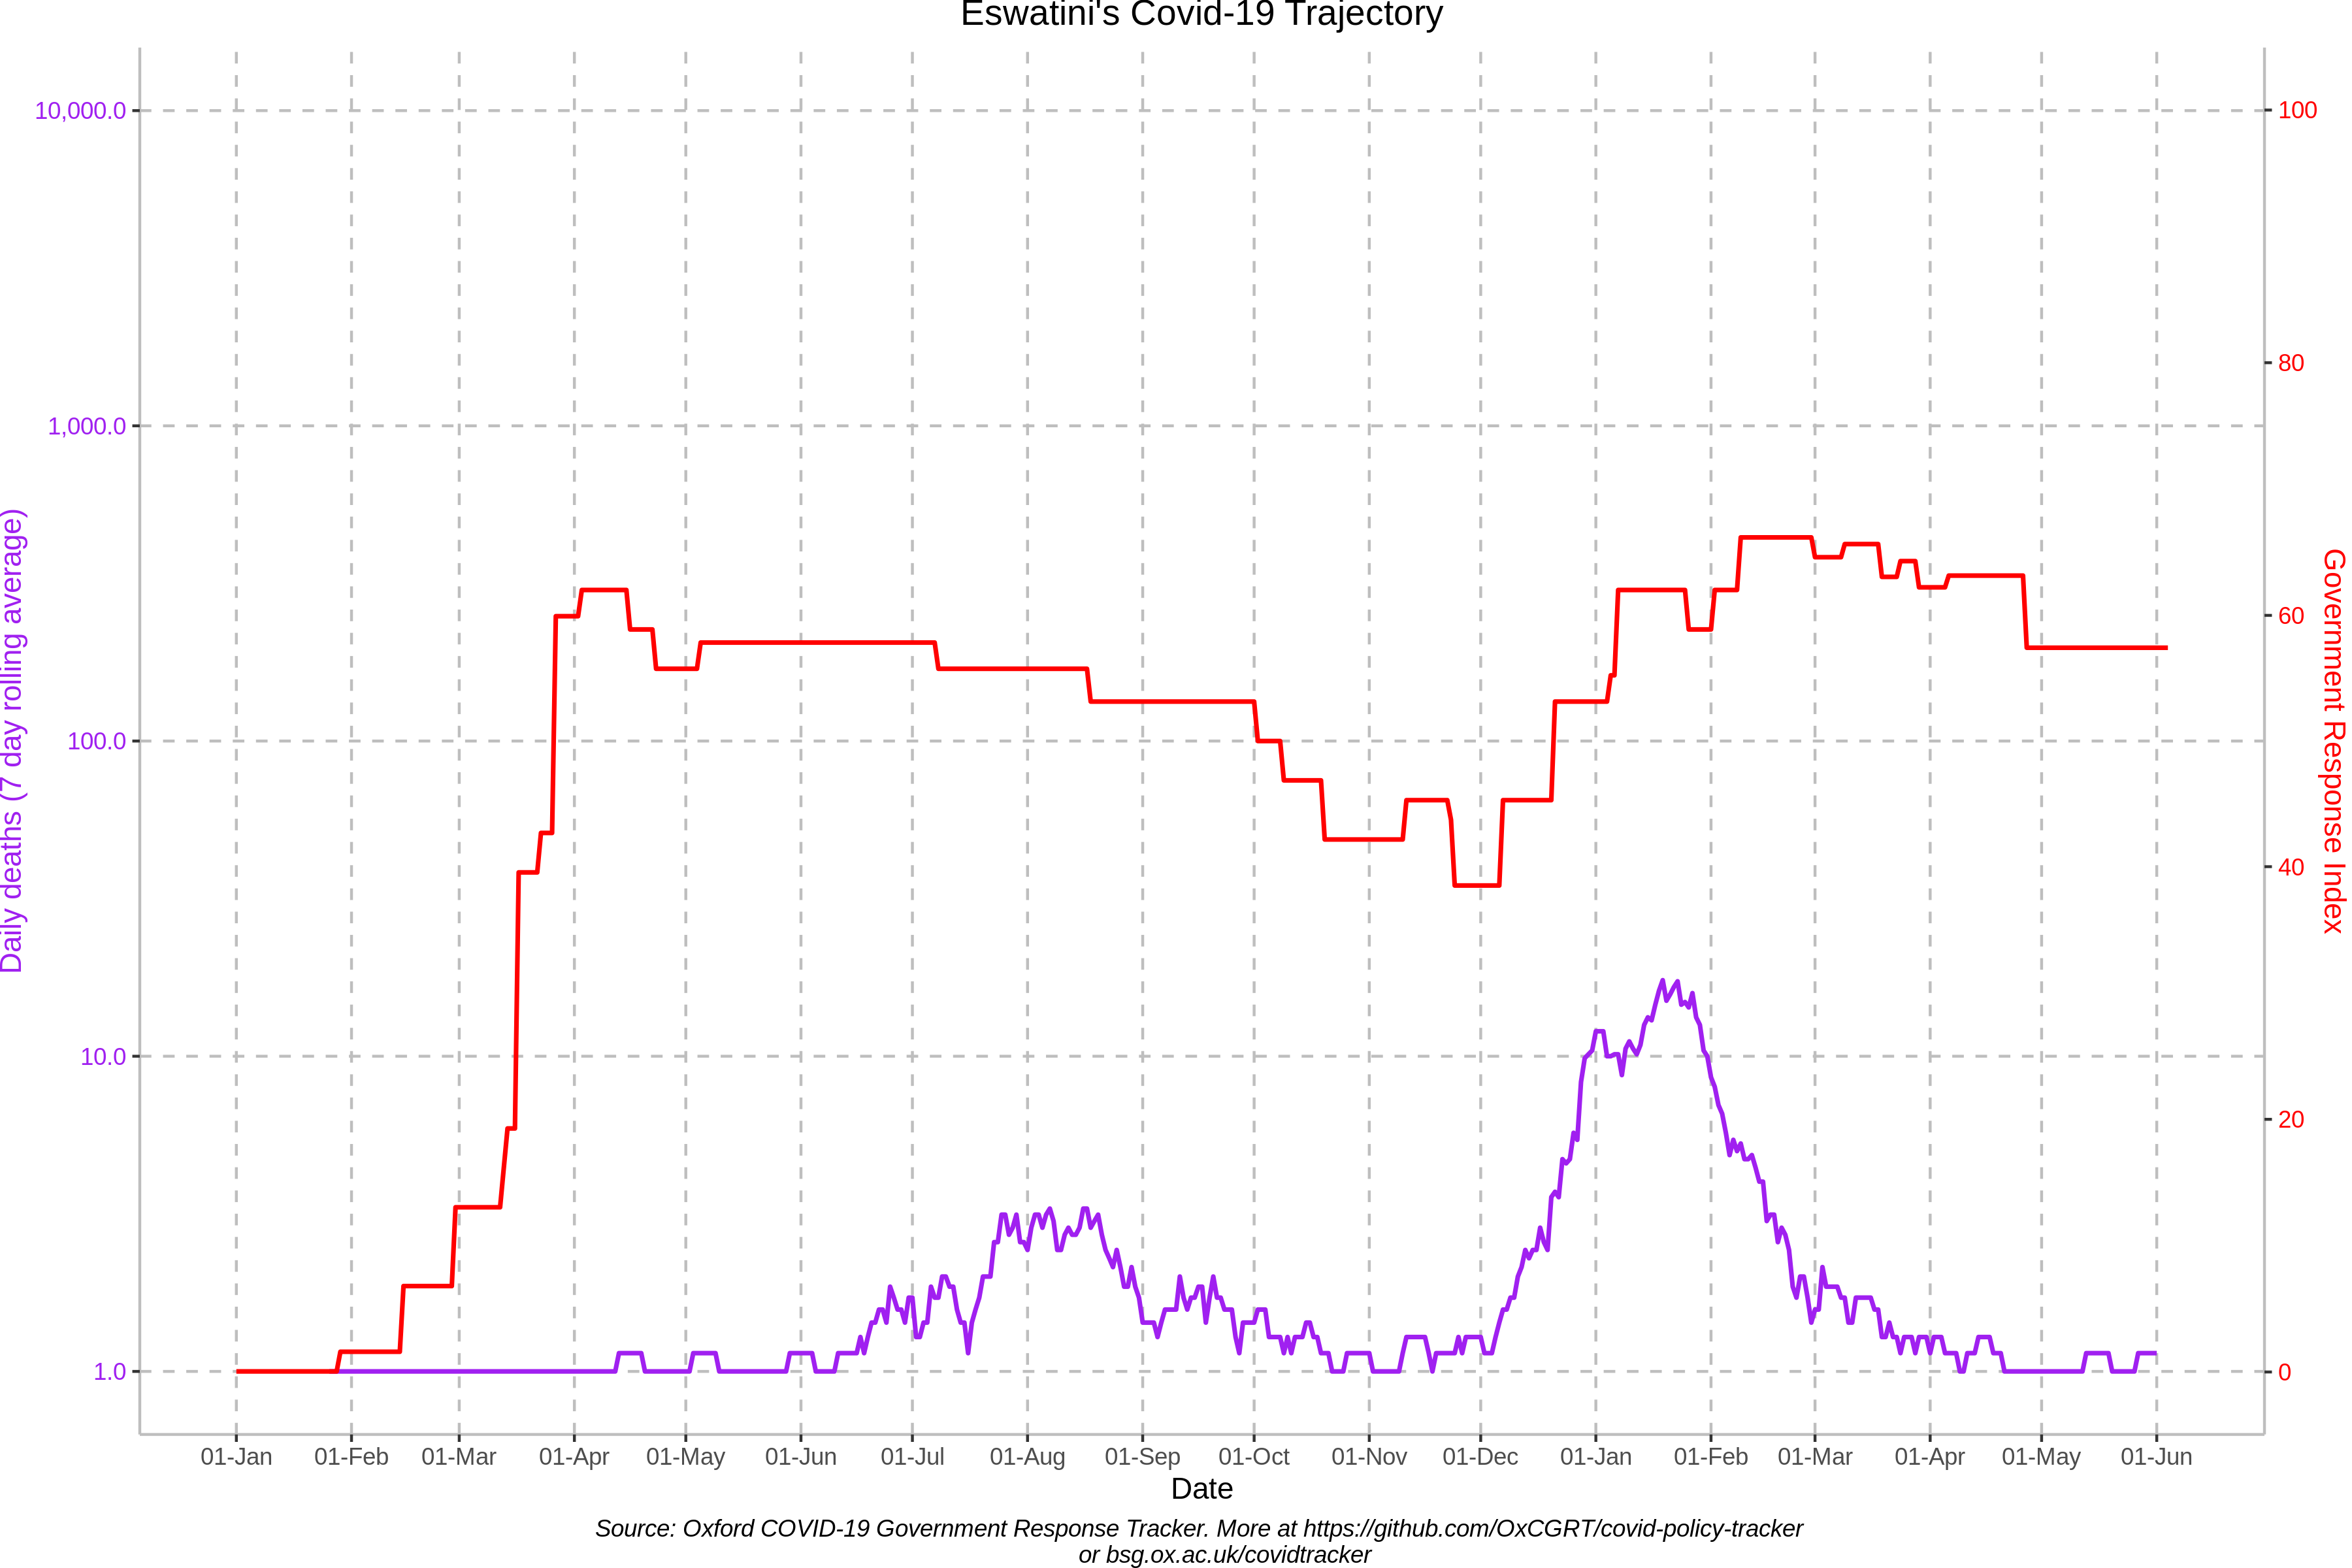 Eswatini's Covid-19 Trajectory
10,000.0
1,000.0
100.0
10.0
1.0
Daily deaths (7 day rolling average)
100
80
60
40
20
0
Government Response Index
01-Jan 01-Feb 01-Mar 01-Apr 01-May 01-Jun 01-Jul 01-Aug 01-Sep 01-Oct 01-Nov 01-Dec 01-Jan 01-Feb 01-Mar 01-Apr 01-May 01-Jun
Date
Source: Oxford COVID-19 Government Response Tracker. More at https://github.com/OxCGRT/covid-policy-tracker
or bsg.ox.ac.uk/covidtracker